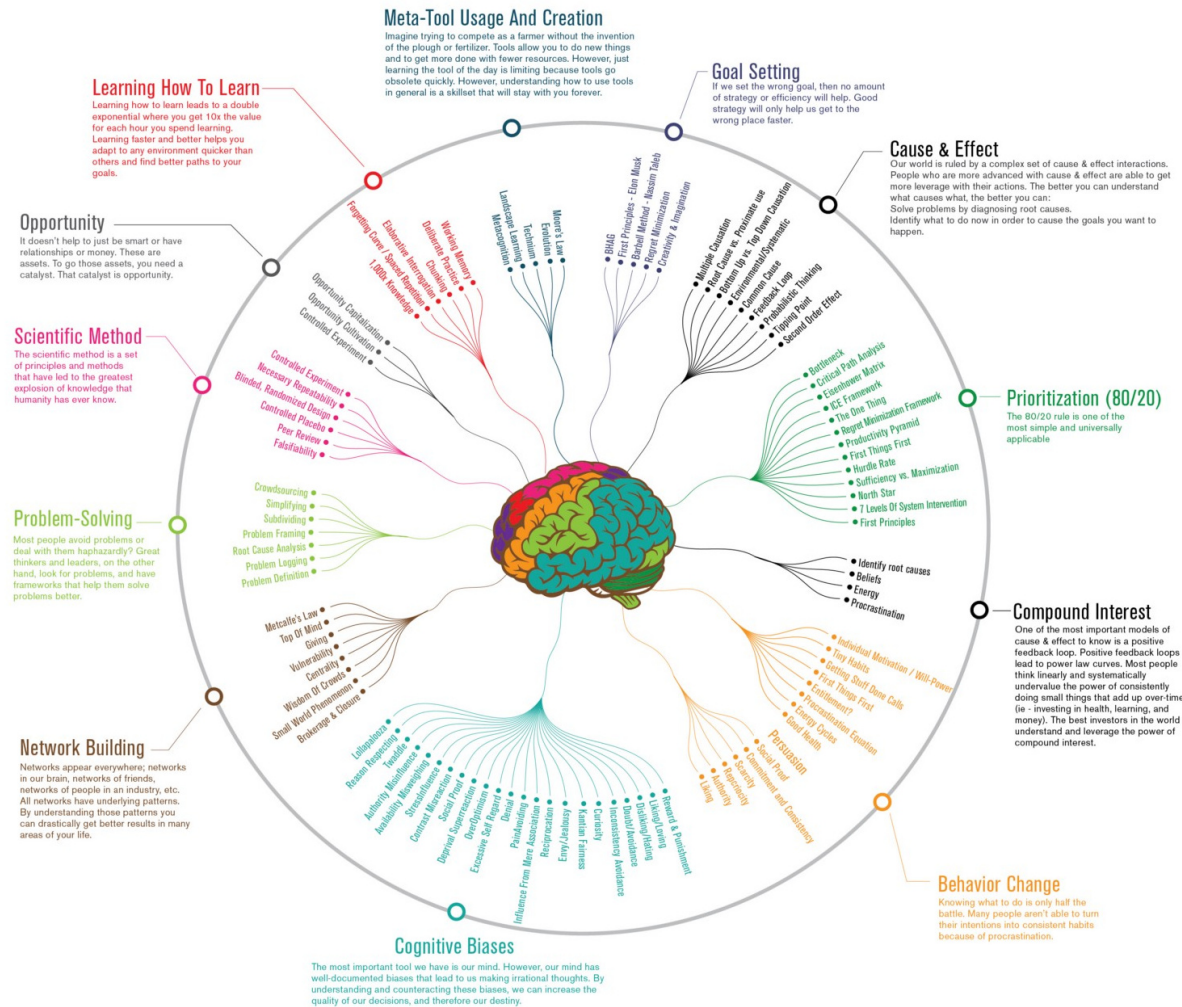 Meta-Tool Usage And Creation
Imagine trying to compete as a farmer without the invention
of the plough or fertilizer. Tools allow you to do new things
and to get more done with fewer resources. However, just
learning the tool of the day is limiting because tools go
obsolete quickly. However, understanding how to use tools
in general is a skillset that will stay with you forever.
Goal Setting
If we set the wrong goal, then no amount
of strategy or efficiency will help. Good
strategy will only help us get to the
wrong place faster.
Cause & Effect
Our world is ruled by a complex set of cause & effect interactions.
People who are more advanced with cause & effect are able to get
more leverage with their actions. The better you can understand
what causes what, the better you can:
Solve problems by diagnosing root causes.
Identify what to do now in order to cause the goals you want to
happen.
Prioritization (80/20)
The 80/20 rule is one of the
most simple and universally
applicable
Compound Interest
One of the most important models of
cause & effect to know is a positive
feedback loop. Positive feedback loops
lead to power law curves. Most people
think linearly and systematically
undervalue the power of consistently
doing small things that add up over-time
(ie - investing in health, learning, and
money). The best investors in the world
understand and leverage the power of
compound interest.
Behavior Change
Knowing what to do is only half the
battle. Many people aren't able to turn
their intentions into consistent habits
because of procrastination.
Cognitive Biases
The most important tool we have is our mind. However, our mind has
well-documented biases that lead to us making irrational thoughts. By
understanding and counteracting these biases, we can increase the
quality of our decisions, and therefore our destiny.
Network Building
Networks appear everywhere; networks
in our brain, networks of friends,
networks of people in an industry, etc.
All networks have underlying patterns.
By understanding those patterns you
can drastically get better results in many
areas of your life.
Problem-Solving
Most people avoid problems or
deal with them haphazardly? Great
thinkers and leaders, on the other
hand, look for problems, and have
frameworks that help them solve
problems better.
Scientific Method
The scientific method is a set
of principles and methods
that have led to the greatest
explosion of knowledge that
humanity has ever know.
Opportunity
It doesn't help to just be smart or have
relationships or money. These are
assets. To go those assets, you need a
catalyst. That catalyst is opportunity.
Learning How To Learn
Learning how to learn leads to a double
exponential where you get 10x the value
for each hour you spend learning.
Learning faster and better helps you
adapt to any environment quicker than
others and find better paths to your
goals.
Metacognition
Landscape Learning
Technium
Evolution
Moore's Law
BHAG
First Principles - Elon Musk
Barbell Method - Nassim Taleb
Regret Minimization
Creativity & Imagination
Multiple Causation
Root Cause vs. Proximate use
Bottom Up vs. Top Down Causation
Environmental/Systematic
Common Cause
Feedback Loop
Probabilistic Thinking
Tipping Point
Second Order Effect
Bottleneck
Critical Path Analysis
Eisenhower Matrix
ICE Framework
The One Thing
Regret Minimization Framework
Productivity Pyramid
First Things First
Hurdle Rate
Sufficiency vs. Maximization
North Star
7 Levels Of System Intervention
First Principles
Identify root causes
Beliefs
Energy
Procrastination
Individual Motivation / Will-Power
Tiny Habits
Getting Stuff Done Calls
First Things First
Entilement?
Procrastination Equation
Energy Cycles
Good Health
Persuasion
Social Proof
Commitment and Consistency
Scarcity
Reprciosity
Authority
Liking
Reward & Punishment
Liking/Loving
Disliking/Hating
Doubt/Avoidance
Inconsistency Avoidance
Curiosity
Kantian Fairness
Envy/Jealousy
Reciprocation
Influence From Mere Association
PainAvoiding
Denial
Excessive Self Regard
OverOptimism
Deprival Superreaction
Social Proof
Contrast Misreaction
StressInfluence
Availability Misweighing
Authority Misinfluence
Twaddle
Reason Respecting
Lollapalooza
Brokerage & Closure
Small World Phenomenon
Wisdom Of Crowds
Centrality
Vulnerability
Giving
Top Of Mind
Metcalfe's Law
Problem Definition
Problem Logging
Root Cause Analysis
Problem Framing
Subdividing
Simplifying
Crowdsourcing
Falsifiability
Peer Review
Controlled Placebo
Blinded, Randomized Design
Necessary Repeatability
Controlled Experiment
Controlled Experiment
Opportunity Cultivation
Opportunity Capitalization
1,000x Knowledge
Forgetting Curve / Spaced Repetition
Elaborative Interrogation
Chunking
Deliberate Practice
Working Memory